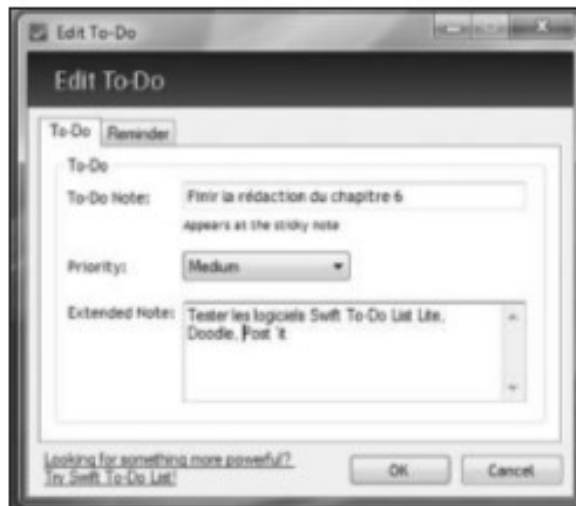 Edit To-Do
Edit To-Do
To-Do Reminder
To-Do
To-Do Note: Finir la rédaction du chapitre 6
Appears at the sticky note
Priority: Medium
Extended Note: Tester les logiciels Swift To-Do List Lite,
Doodle, Post 'it
Looking for something more powerful?
Try Swift To-Do List!
OK Cancel